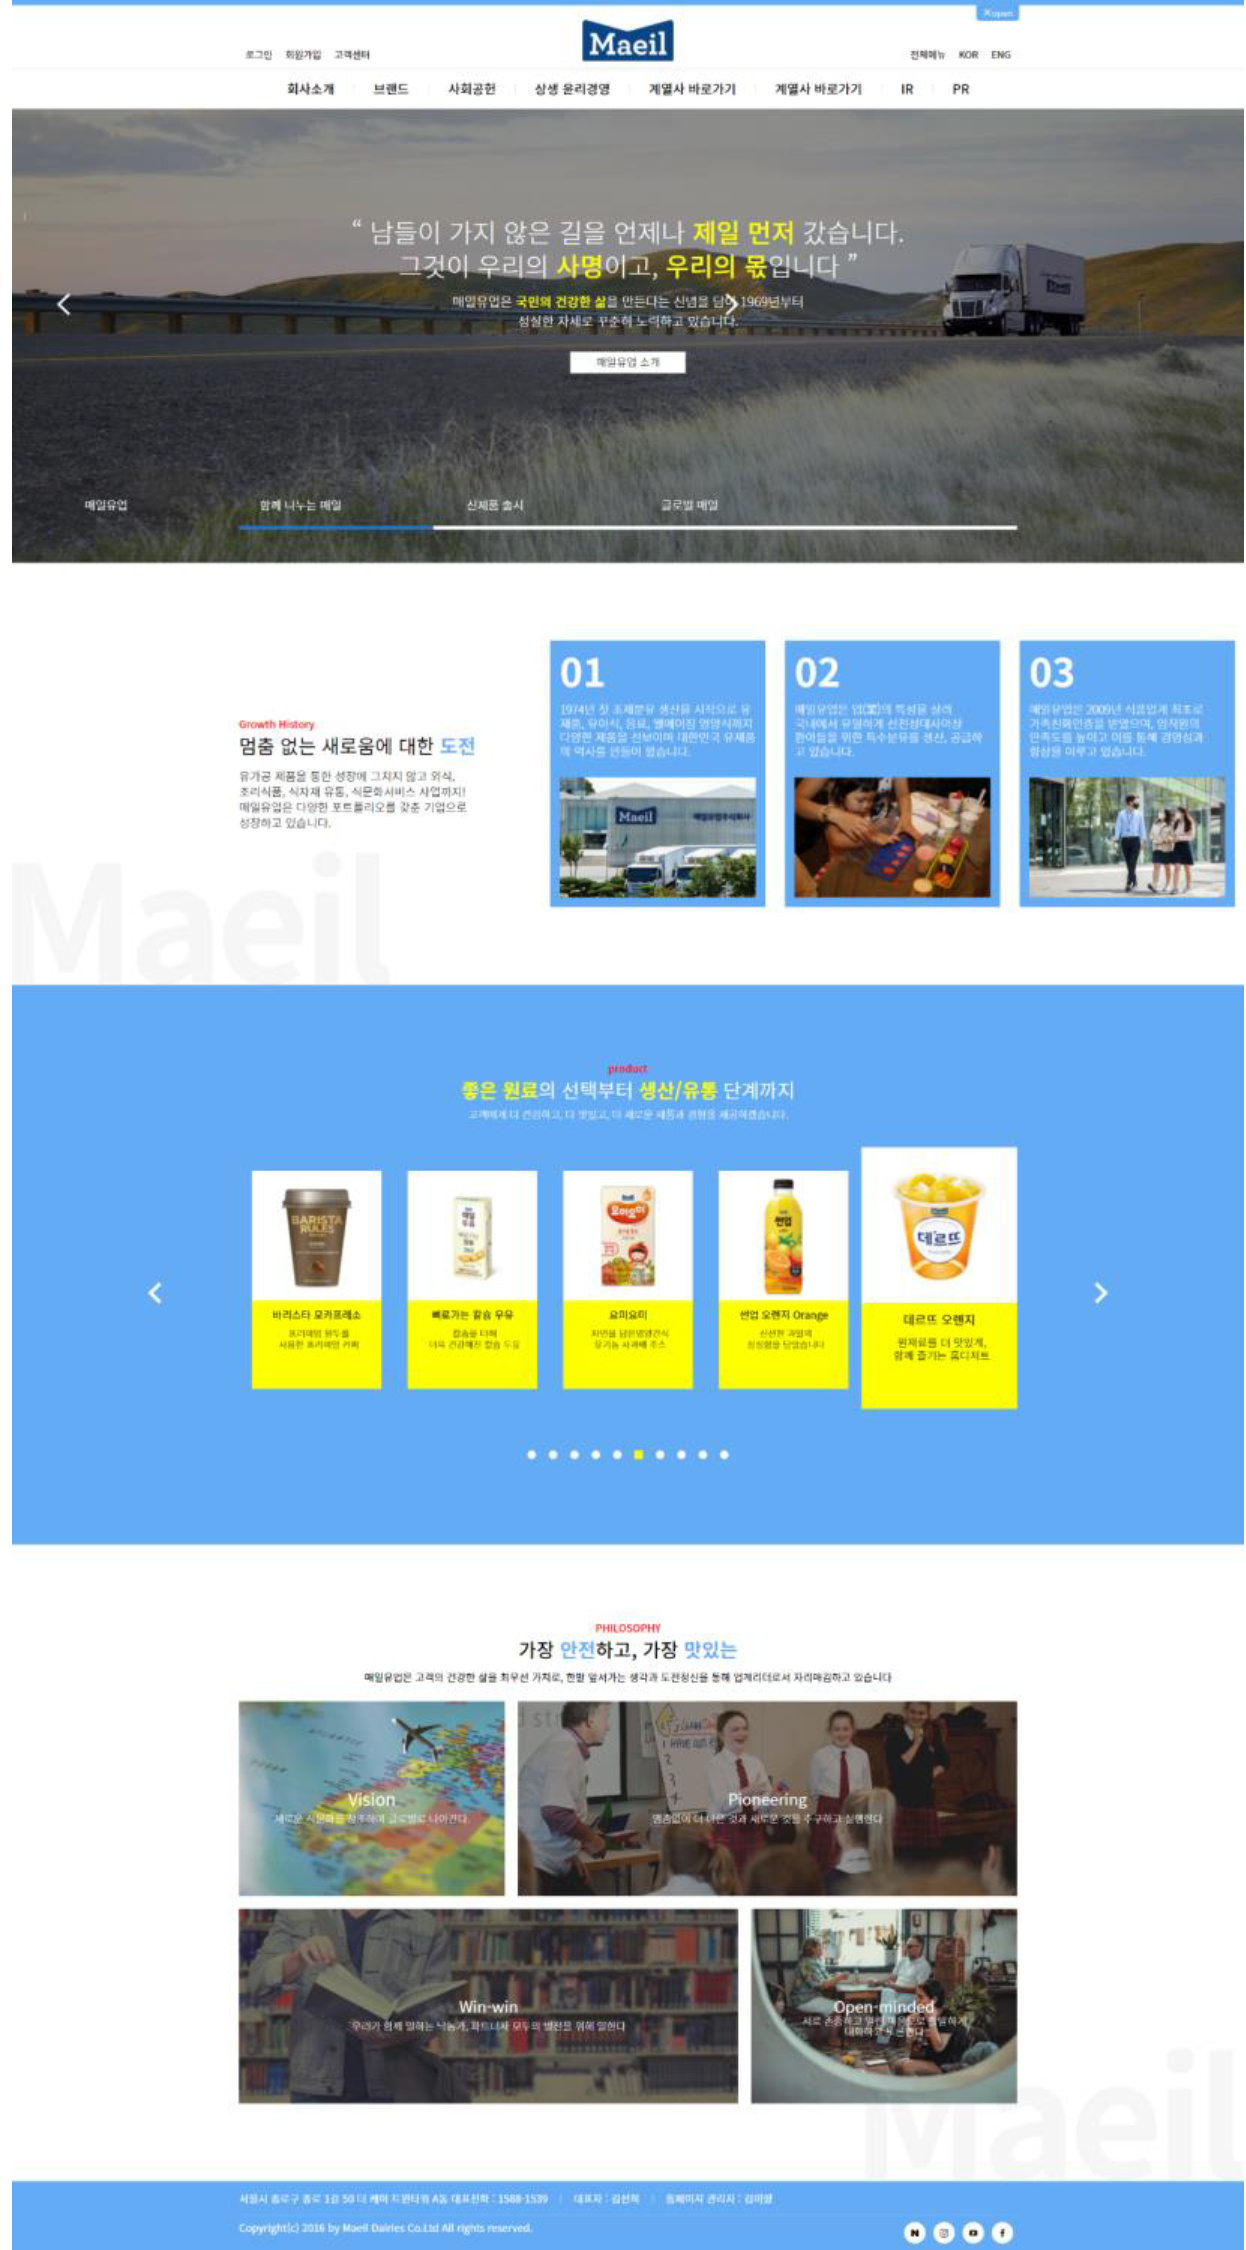 ×open
Maeil
로그인 회원가입 고객센터
전체메뉴 KOR ENG
회사소개 브랜드 사회공헌 상생 윤리경영 계열사 바로가기 계열사 바로가기 IR PR
“ 남들이 가지 않은 길을 언제나 제일 먼저 갔습니다.
그것이 우리의 사명이고, 우리의 몫입니다 ”
매일유업은 국민의 건강한 삶을 만든다는 신념을 담아 1969년부터
성실한 자세로 꾸준히 노력하고 있습니다.
매일유업 소개
매일유업 함께 나누는 매일 신제품 출시 글로벌 매일
Growth History
멈춤 없는 새로움에 대한 도전
유가공 제품을 통한 성장에 그치지 않고 외식,
조리식품, 식자재 유통, 식문화서비스 사업까지!
매일유업은 다양한 포트폴리오를 갖춘 기업으로
성장하고 있습니다.
01
1974년 첫 조제분유 생산을 시작으로 유
제품, 유아식, 음료, 웰에이징 영양식까지
다양한 제품을 선보이며 대한민국 유제품
의 역사를 만들어 왔습니다.
Maeil
매일유업주식회사
02
매일유업은 업(業)의 특성을 살려
국내에서 유일하게 선천성대사이상
환아들을 위한 특수분유를 생산, 공급하
고 있습니다.
03
매일유업은 2009년 식품업계 최초로
가족친화인증을 받았으며, 임직원의
만족도를 높이고 이를 통해 경영성과
향상을 이루고 있습니다.
Maeil
product
좋은 원료의 선택부터 생산/유통 단계까지
고객에게 더 건강하고, 더 맛있고, 더 새로운 제품과 경험을 제공하겠습니다.
BARISTA
RULES
매일
두유
요미요미
썬업
데르뜨
바리스타 모카프레소
프리미엄 원두를
사용한 프리미엄 커피
뼈로가는 칼슘 우유
칼슘을 더해
더욱 건강해진 칼슘 두유
요미요미
자연을 담은영양간식
유기농 사과배 주스
썬업 오렌지 Orange
신선한 과일의
싱싱함을 담았습니다
데르뜨 오렌지
원재료를 더 맛있게,
함께 즐기는 홈디저트
PHILOSOPHY
가장 안전하고, 가장 맛있는
매일유업은 고객의 건강한 삶을 최우선 가치로, 한발 앞서가는 생각과 도전정신을 통해 업계리더로서 자리매김하고 있습니다
Vision
새로운 식문화를 창조하여 글로벌로 나아간다.
Pioneering
멈춤없이 더 나은 것과 새로운 것을 추구하고 실행한다
Win-win
우리가 함께 일하는 낙농가, 파트너사 모두의 발전을 위해 일한다
Open-minded
서로 존중하고 열린 마음으로 활발하게
대화하고 토론한다
Maeil
서울시 종로구 종로 1길 50 더 케이 트윈타워 A동 대표전화 : 1588-1539 | 대표자 : 김선희 | 홈페이지 관리자 : 김미향
Copyright(c) 2016 by Maeil Dairies Co.Ltd All rights reserved.